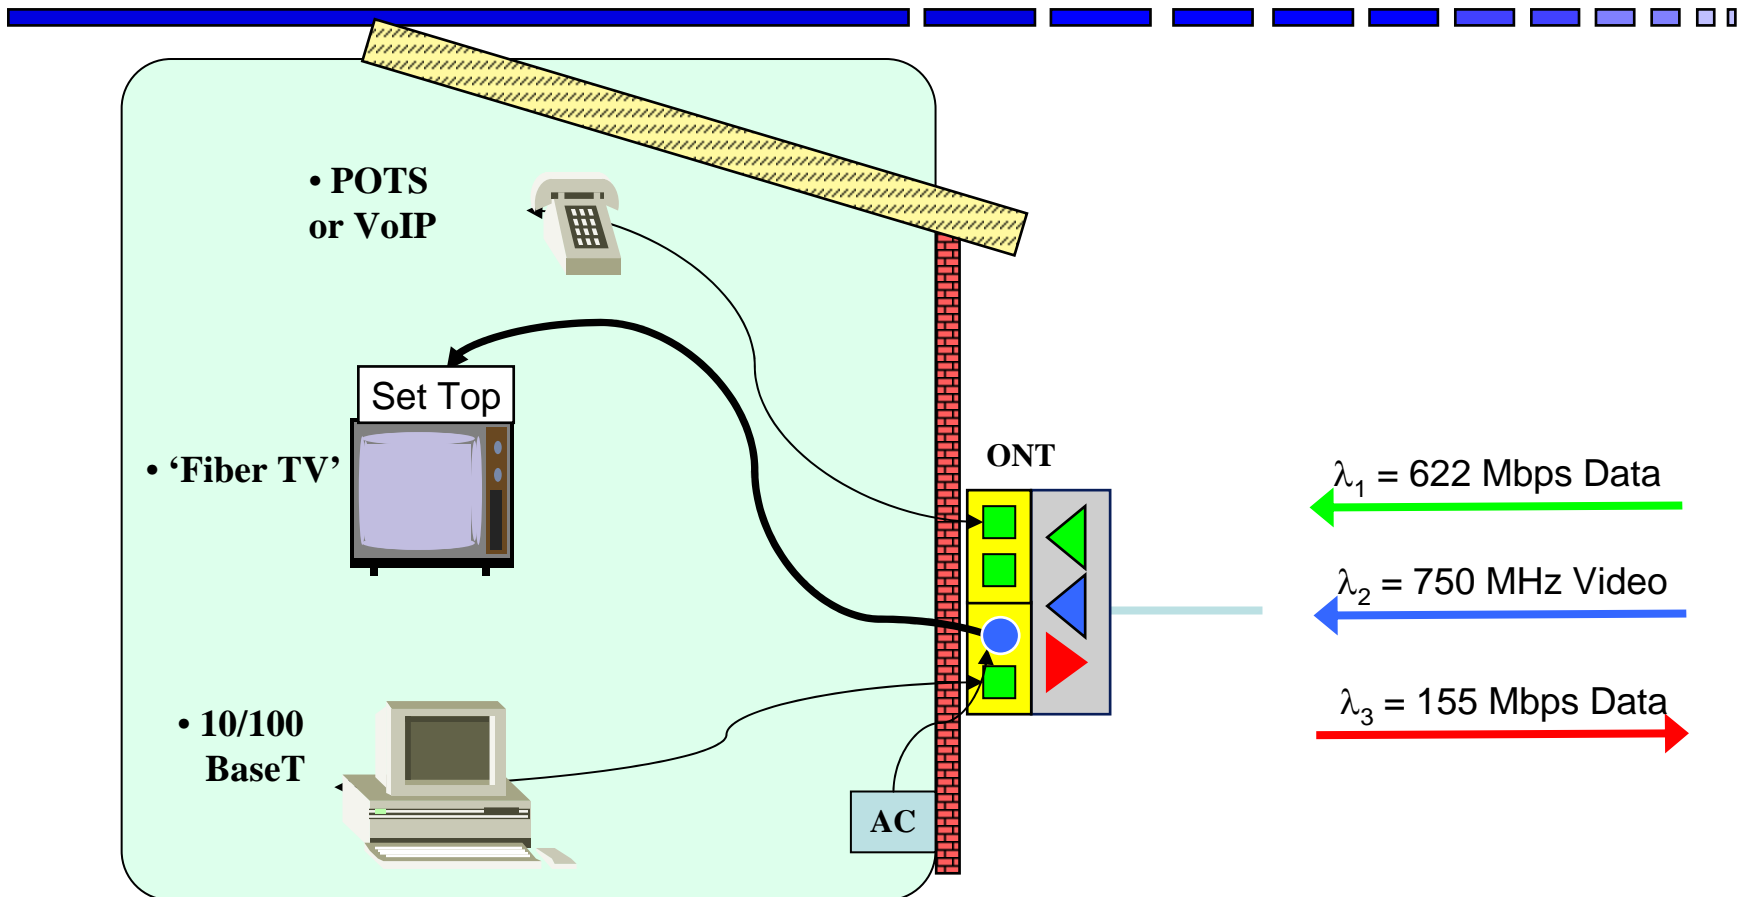 • POTS
or VoIP
Set Top
• ‘Fiber TV’
ONT
λ1 = 622 Mbps Data
λ2 = 750 MHz Video
λ3 = 155 Mbps Data
• 10/100
BaseT
AC